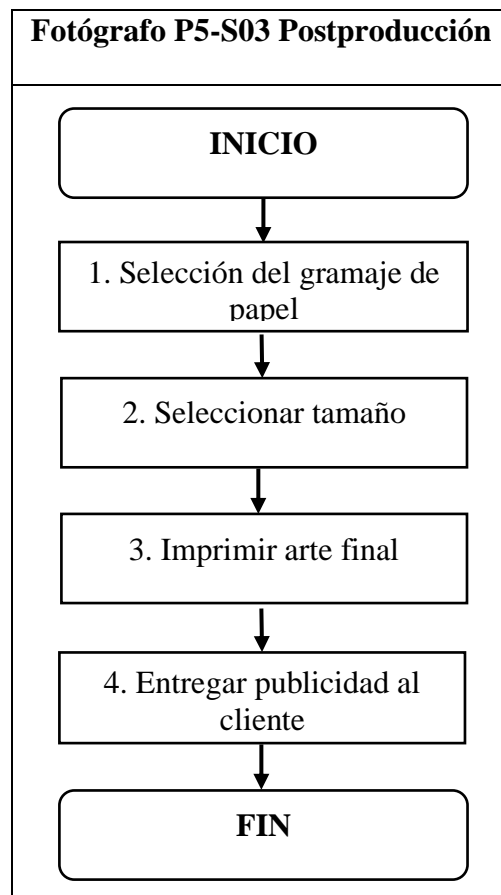 Fotógrafo P5-S03 Postproducción
INICIO
1. Selección del gramaje de
papel
2. Seleccionar tamaño
3. Imprimir arte final
4. Entregar publicidad al
cliente
FIN